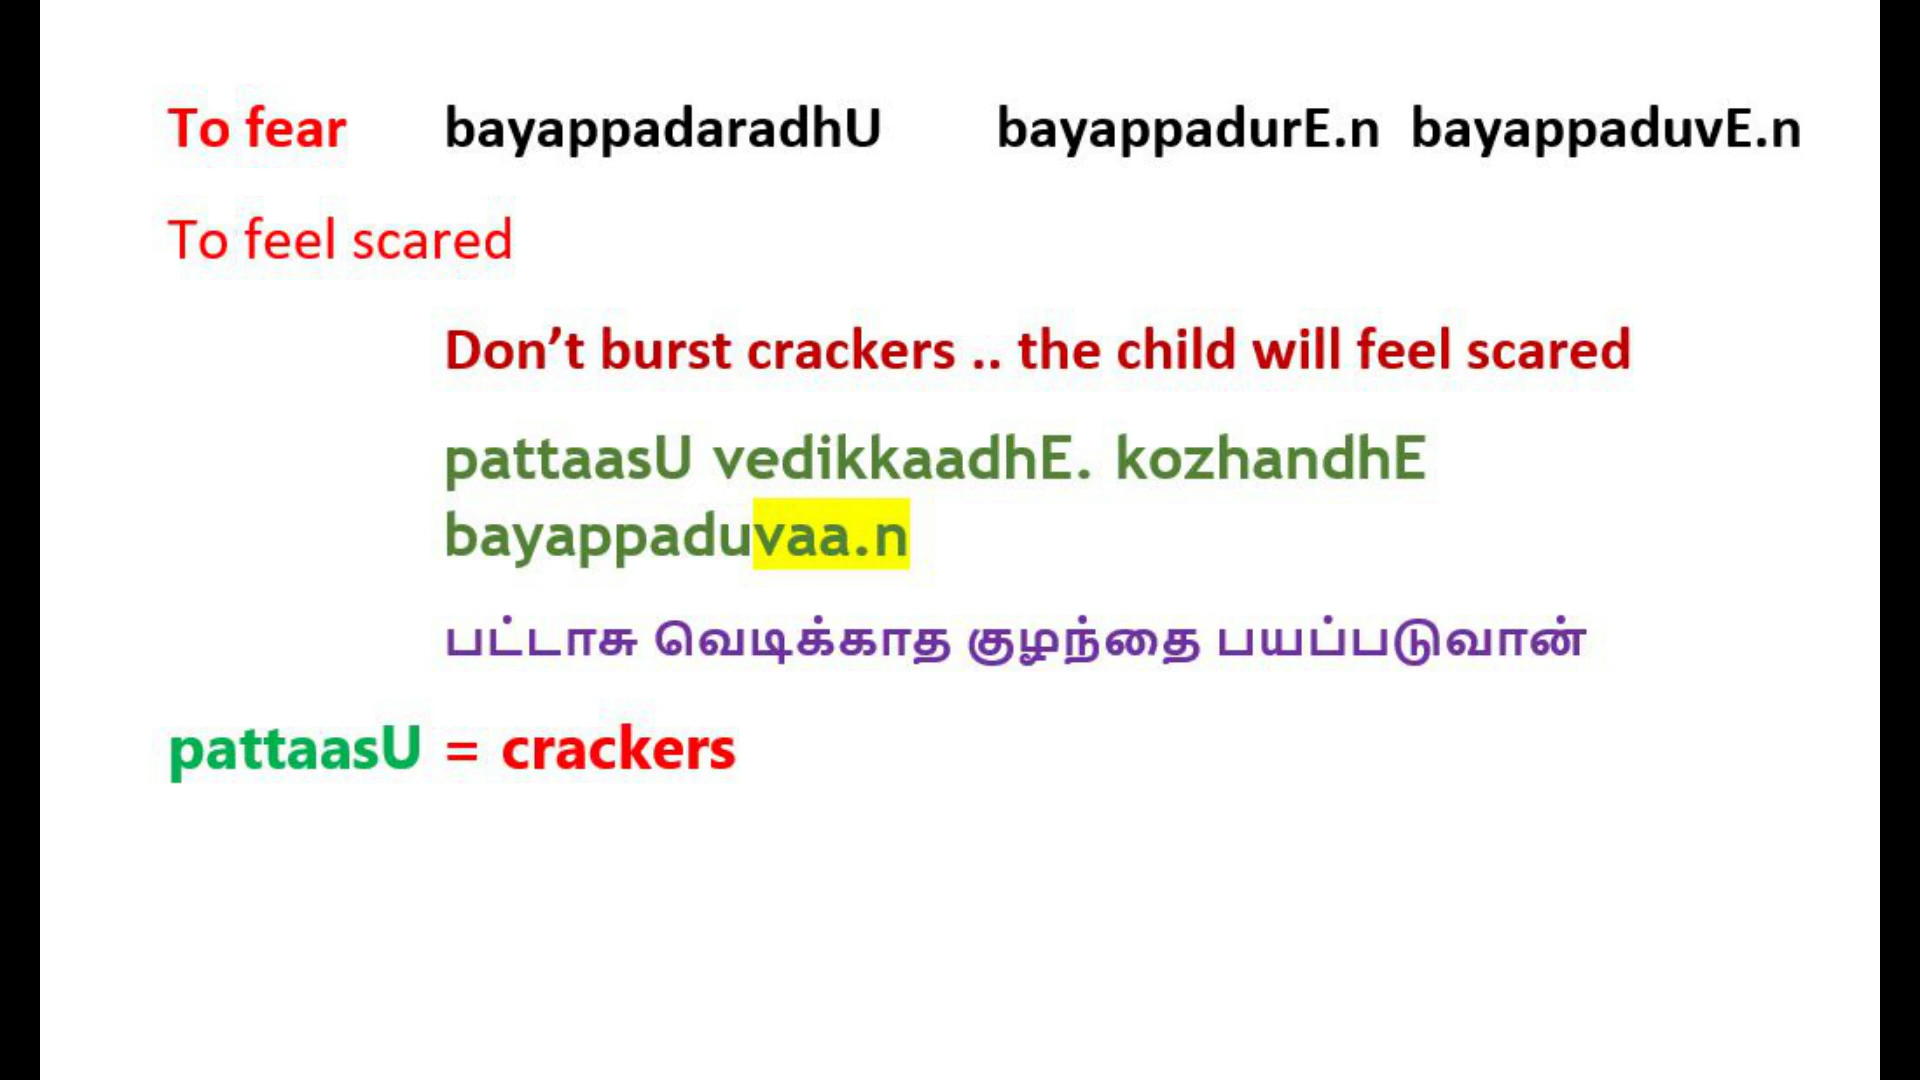 To fear bayappadaradhU bayappadurE.n bayappaduvE.n
To feel scared
Don’t burst crackers .. the child will feel scared
pattaasU vedikkaadhE. kozhandhE
bayappaduvaa.n
பட்டாசு வெடிக்காத குழந்தை பயப்படுவான்
pattaasU = crackers